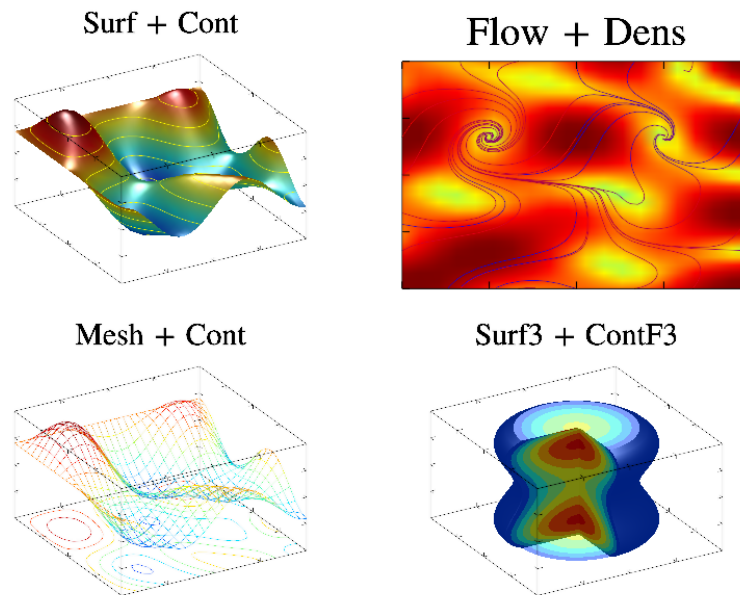 Surf + Cont
Flow + Dens
Mesh + Cont
Surf3 + ContF3